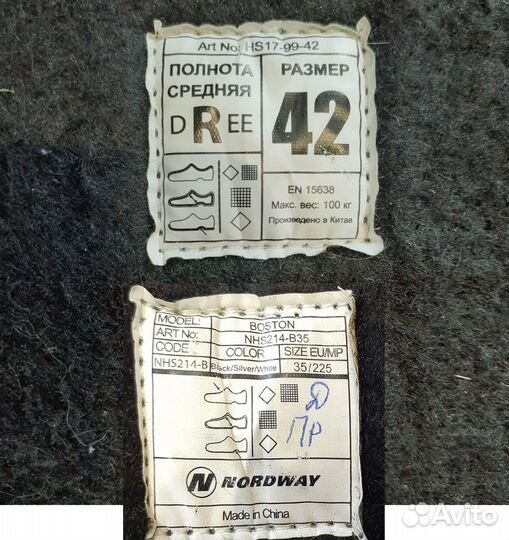 Art No: HS17-99-42
ПОЛНОТА
СРЕДНЯЯ
D R EE
РАЗМЕР
42
EN 15638
Макс. вес: 100 кг
Произведено в Китае
MODEL: BOSTON
ART No: NHS214-B35
CODE COLOR SIZE EU/MP
NHS214-B Black/Silver/White 35/225
Д
ПР
N NORDWAY
Made in China
Avito